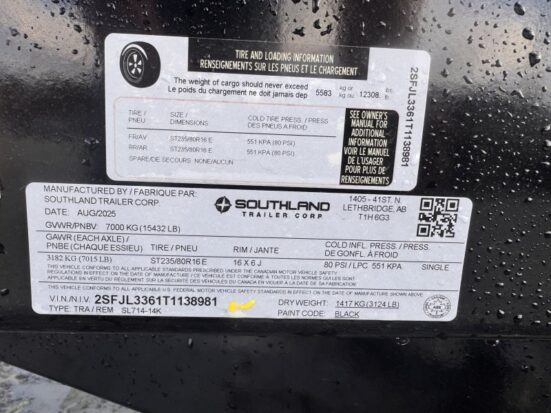 TIRE AND LOADING INFORMATION
RENSEIGNEMENTS SUR LES PNEUS ET LE CHARGEMENT
The weight of cargo should never exceed
Le poids du chargement ne doit jamais dep
5583 kg or kg ou 12308 lbs.
TIRE / PNEU
SIZE / DIMENSIONS
COLD TIRE PRESS. / PRESS DES PNEUS A FROID
FR/AV ST235/80R16 E 551 KPA (80 PSI)
RR/AR ST235/80R16 E 551 KPA (80 PSI)
SPARE/DE SECOURS NONE/AUCUN
SEE OWNER'S
MANUAL FOR
ADDITIONAL
INFORMATION
VOIR LE MANUEL
DE L'USAGER
POUR PLUS DE
RENSEIGNEMENTS
2SFJL3361T1138981
MANUFACTURED BY / FABRIQUE PAR:
SOUTHLAND TRAILER CORP.
DATE: AUG/2025
SOUTHLAND
TRAILER CORP
1405 - 41ST. N.
LETHBRIDGE, AB
T1H 6G3
GVWR/PNBV: 7000 KG (15432 LB)
GAWR (EACH AXLE) /
PNBE (CHAQUE ESSIEU) TIRE / PNEU RIM / JANTE COLD INFL. PRESS. / PRESS. DE GONFL. À FROID
3182 KG (7015 LB) ST235/80R16 E 16 X 6 J 80 PSI / LPC 551 KPA SINGLE
V.I.N./N.I.V. 2SFJL3361T1138981 DRY WEIGHT: 1417 KG (3124 LB)
TYPE: TRA / REM SL714-14K PAINT CODE: BLACK